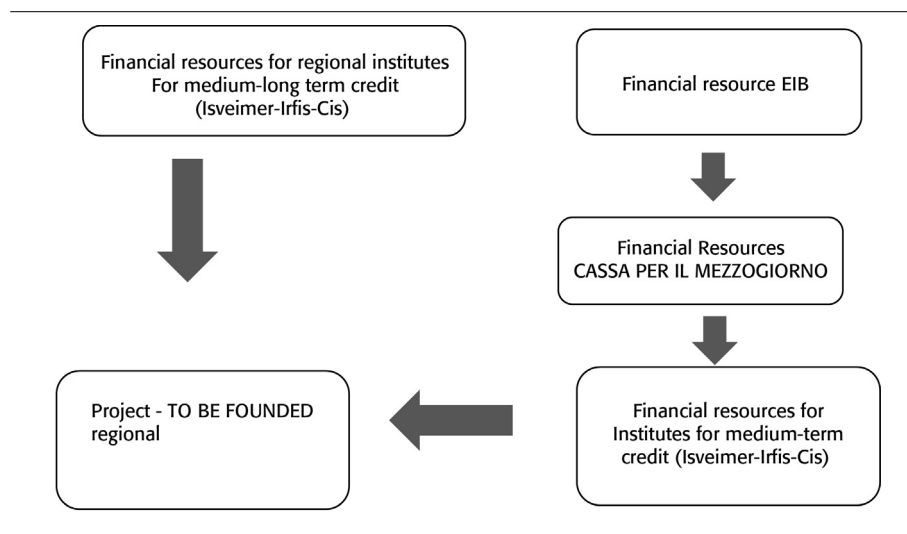 Financial resources for regional institutes
For medium-long term credit
(Isveimer-Irfis-Cis)
Financial resource EIB
Financial Resources
CASSA PER IL MEZZOGIORNO
Project - TO BE FOUNDED
regional
Financial resources for
Institutes for medium-term
credit (Isveimer-Irfis-Cis)